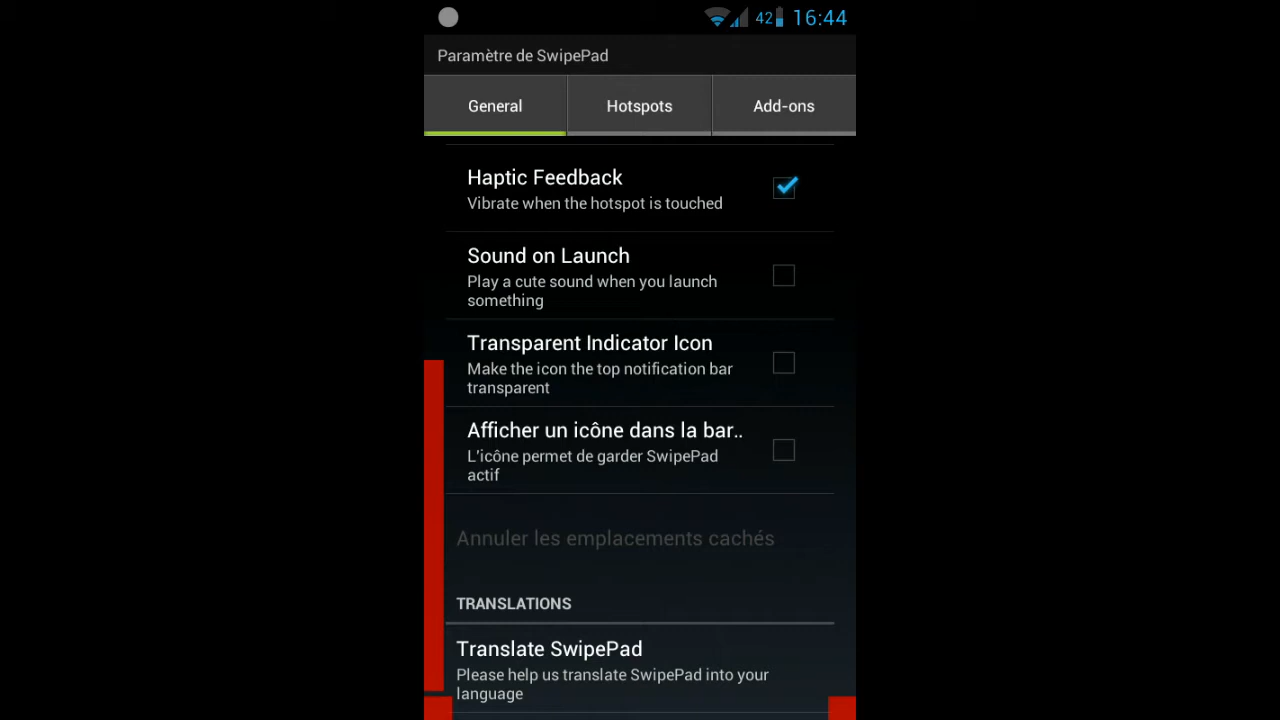 42 16:44
Paramètre de SwipePad
General Hotspots Add-ons
Haptic Feedback
Vibrate when the hotspot is touched
Sound on Launch
Play a cute sound when you launch
something
Transparent Indicator Icon
Make the icon the top notification bar
transparent
Afficher un icône dans la bar..
L'icône permet de garder SwipePad
actif
Annuler les emplacements cachés
TRANSLATIONS
Translate SwipePad
Please help us translate SwipePad into your
language